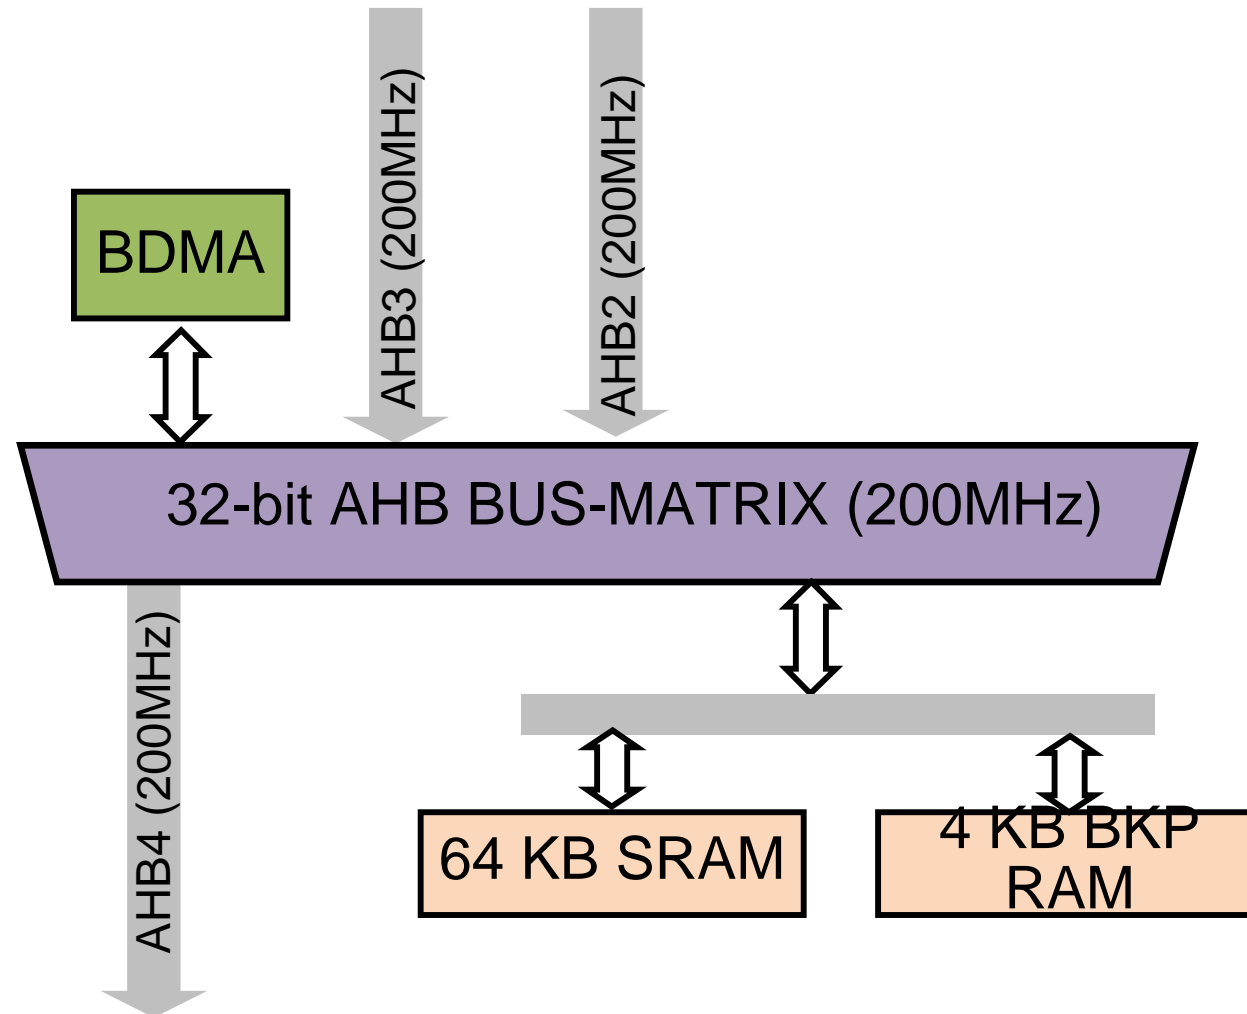 AHB3 (200MHz)
AHB2 (200MHz)
BDMA
32-bit AHB BUS-MATRIX (200MHz)
AHB4 (200MHz)
64 KB SRAM
4 KB BKP
RAM